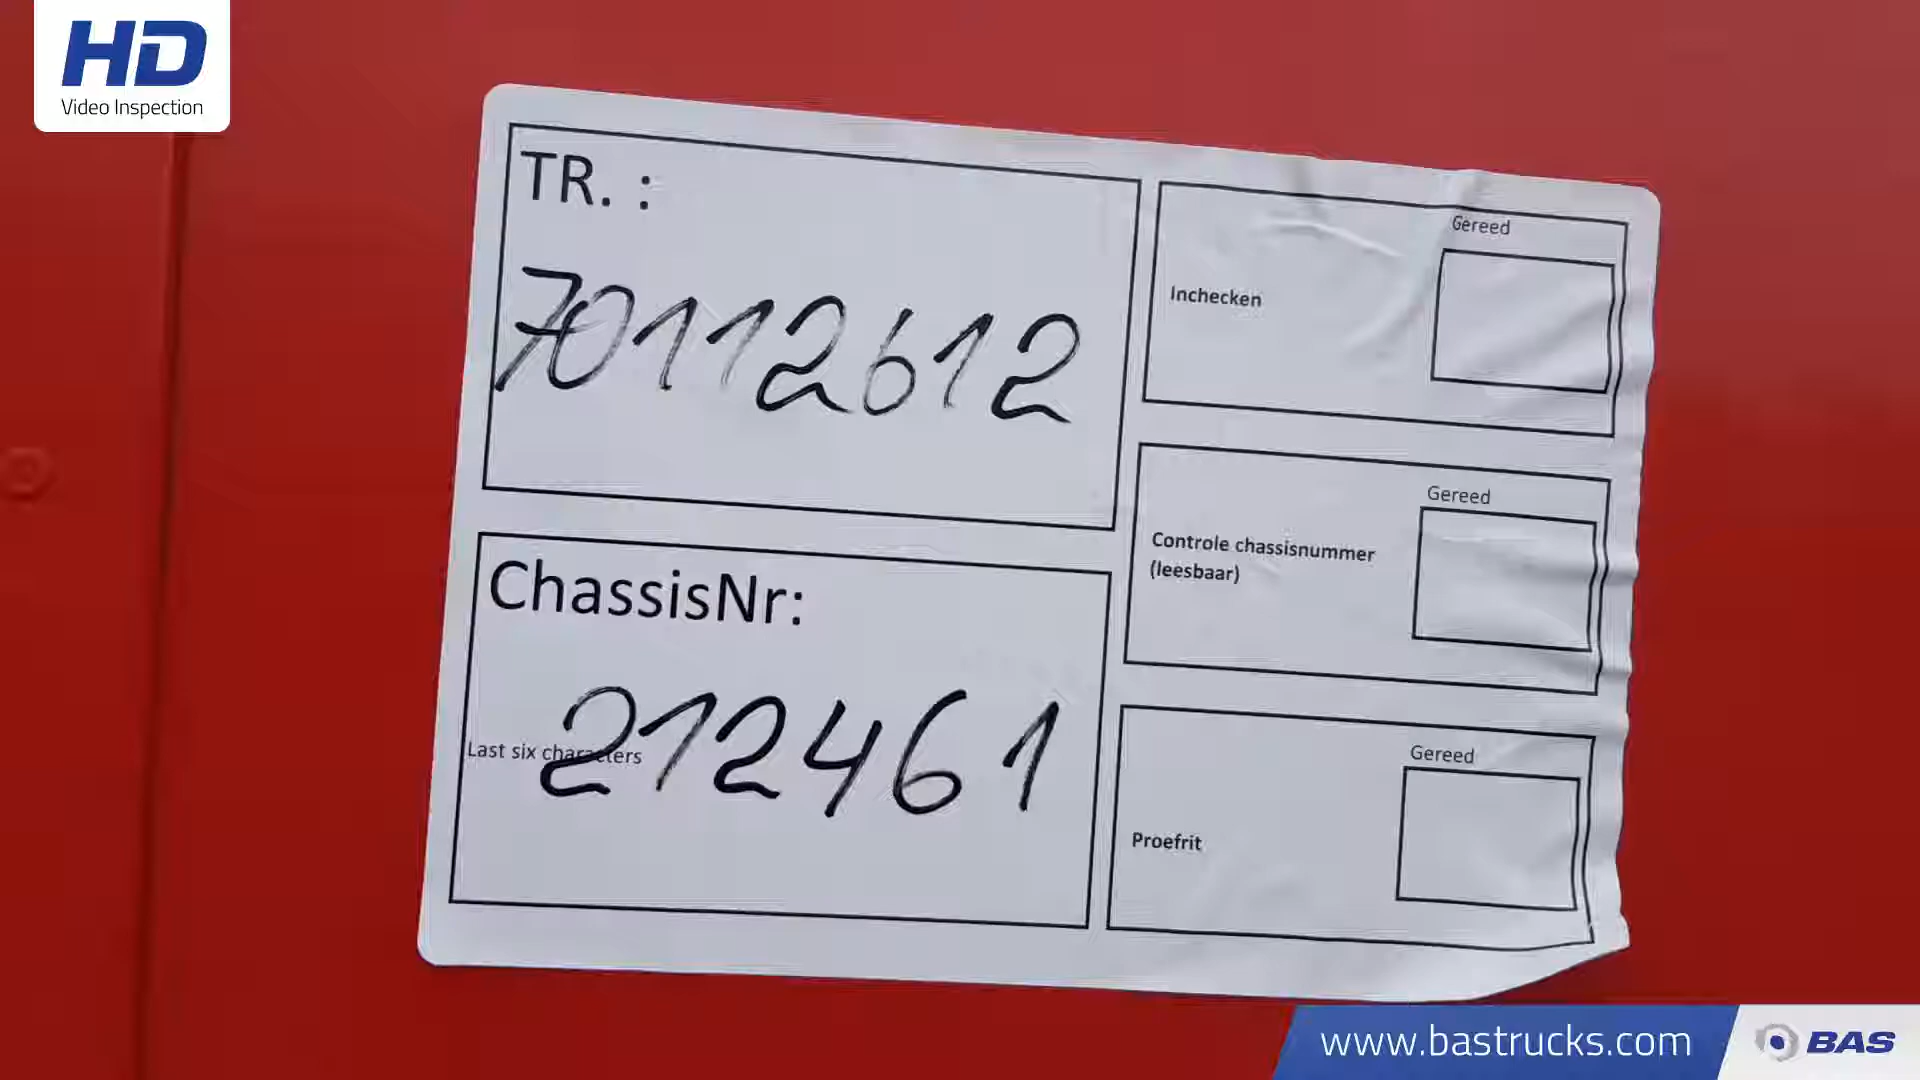 HD
Video Inspection
TR. :
70112612
ChassisNr:
Last six characters
212461
Gereed
Inchecken
Gereed
Controle chassisnummer
(leesbaar)
Gereed
Proefrit
www.bastrucks.com
BAS